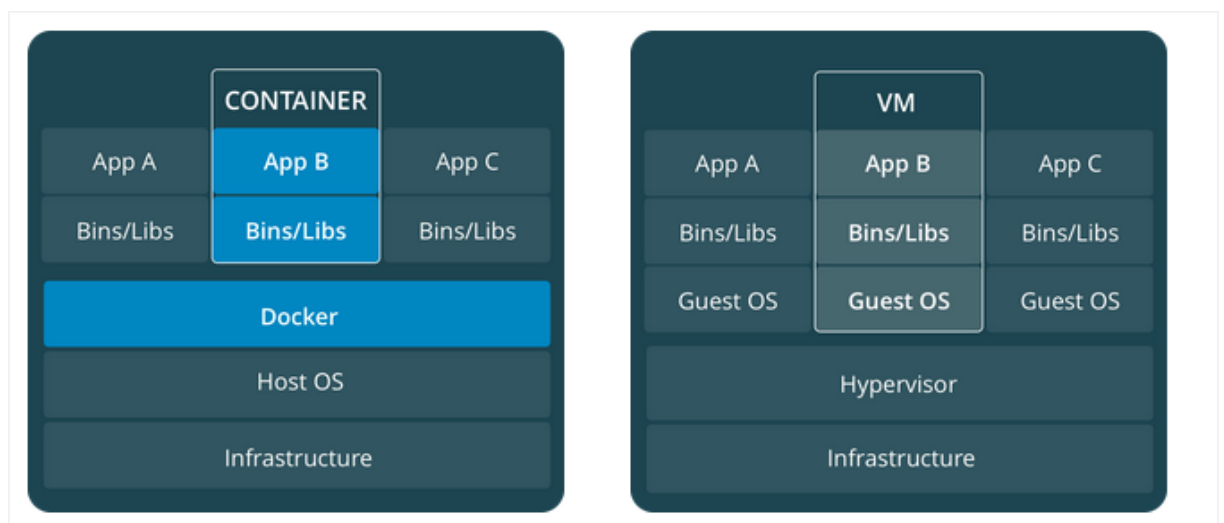 CONTAINER
App A App B App C
Bins/Libs Bins/Libs Bins/Libs
Docker
Host OS
Infrastructure
VM
App A App B App C
Bins/Libs Bins/Libs Bins/Libs
Guest OS Guest OS Guest OS
Hypervisor
Infrastructure